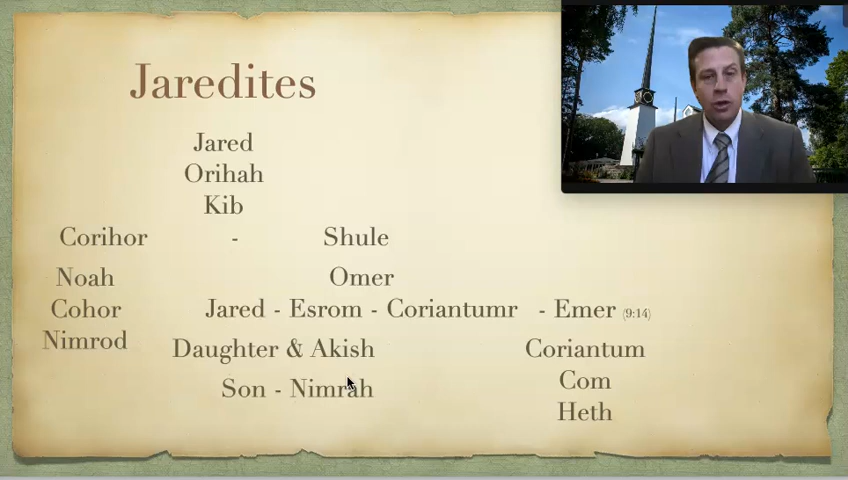 Jaredites
Jared
Orihah
Kib
Corihor - Shule
Noah Omer
Cohor Jared - Esrom - Coriantumr - Emer (9:14)
Nimrod Daughter & Akish Coriantum
Son - Nimrah Com
Heth